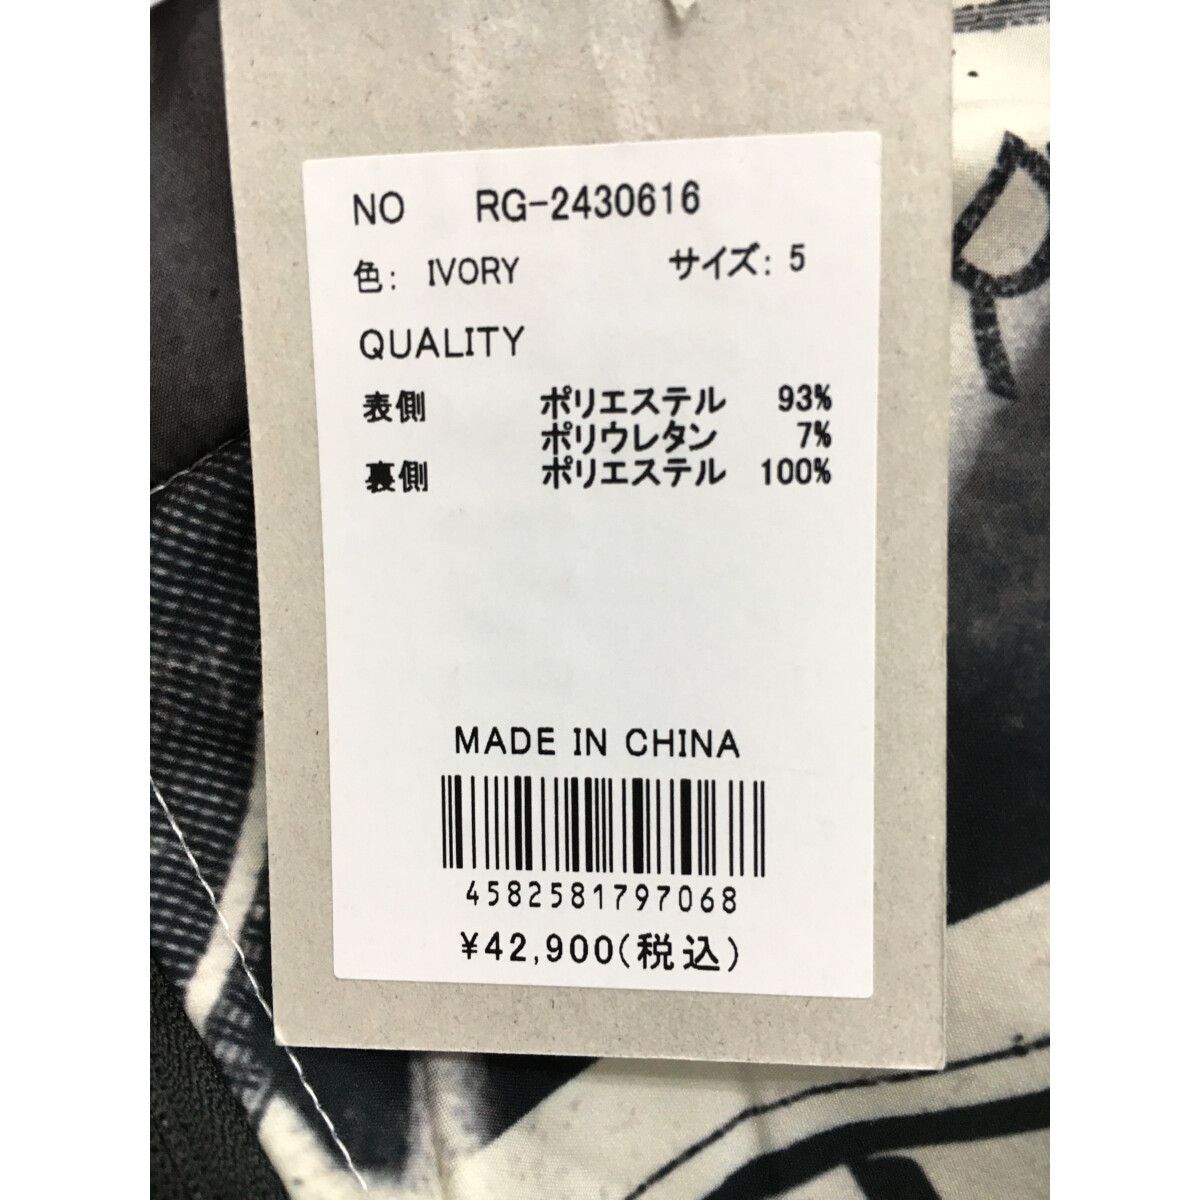 NO RG-2430616
色: IVORY サイズ: 5
QUALITY
表側 ポリエステル 93%
ポリウレタン 7%
裏側 ポリエステル 100%
MADE IN CHINA
4582581797068
¥42,900(税込)